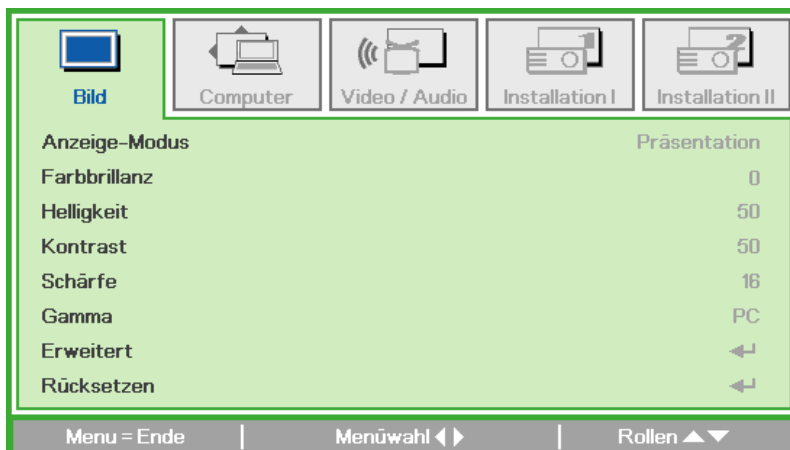 Bild Computer Video / Audio Installation I Installation II
Anzeige-Modus Präsentation
Farbbrillanz 0
Helligkeit 50
Kontrast 50
Schärfe 16
Gamma PC
Erweitert
Rücksetzen
Menu = Ende Menüwahl Rollen